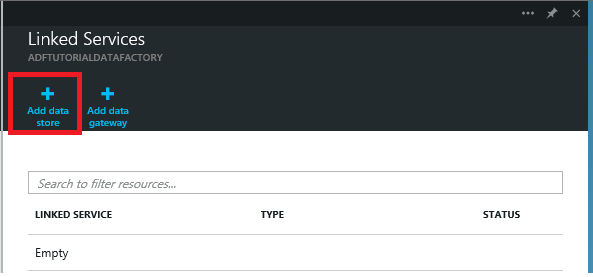 Linked Services
ADFTUTORIALDATAFACTORY
Add data store
Add data gateway
Search to filter resources...
LINKED SERVICE TYPE STATUS
Empty